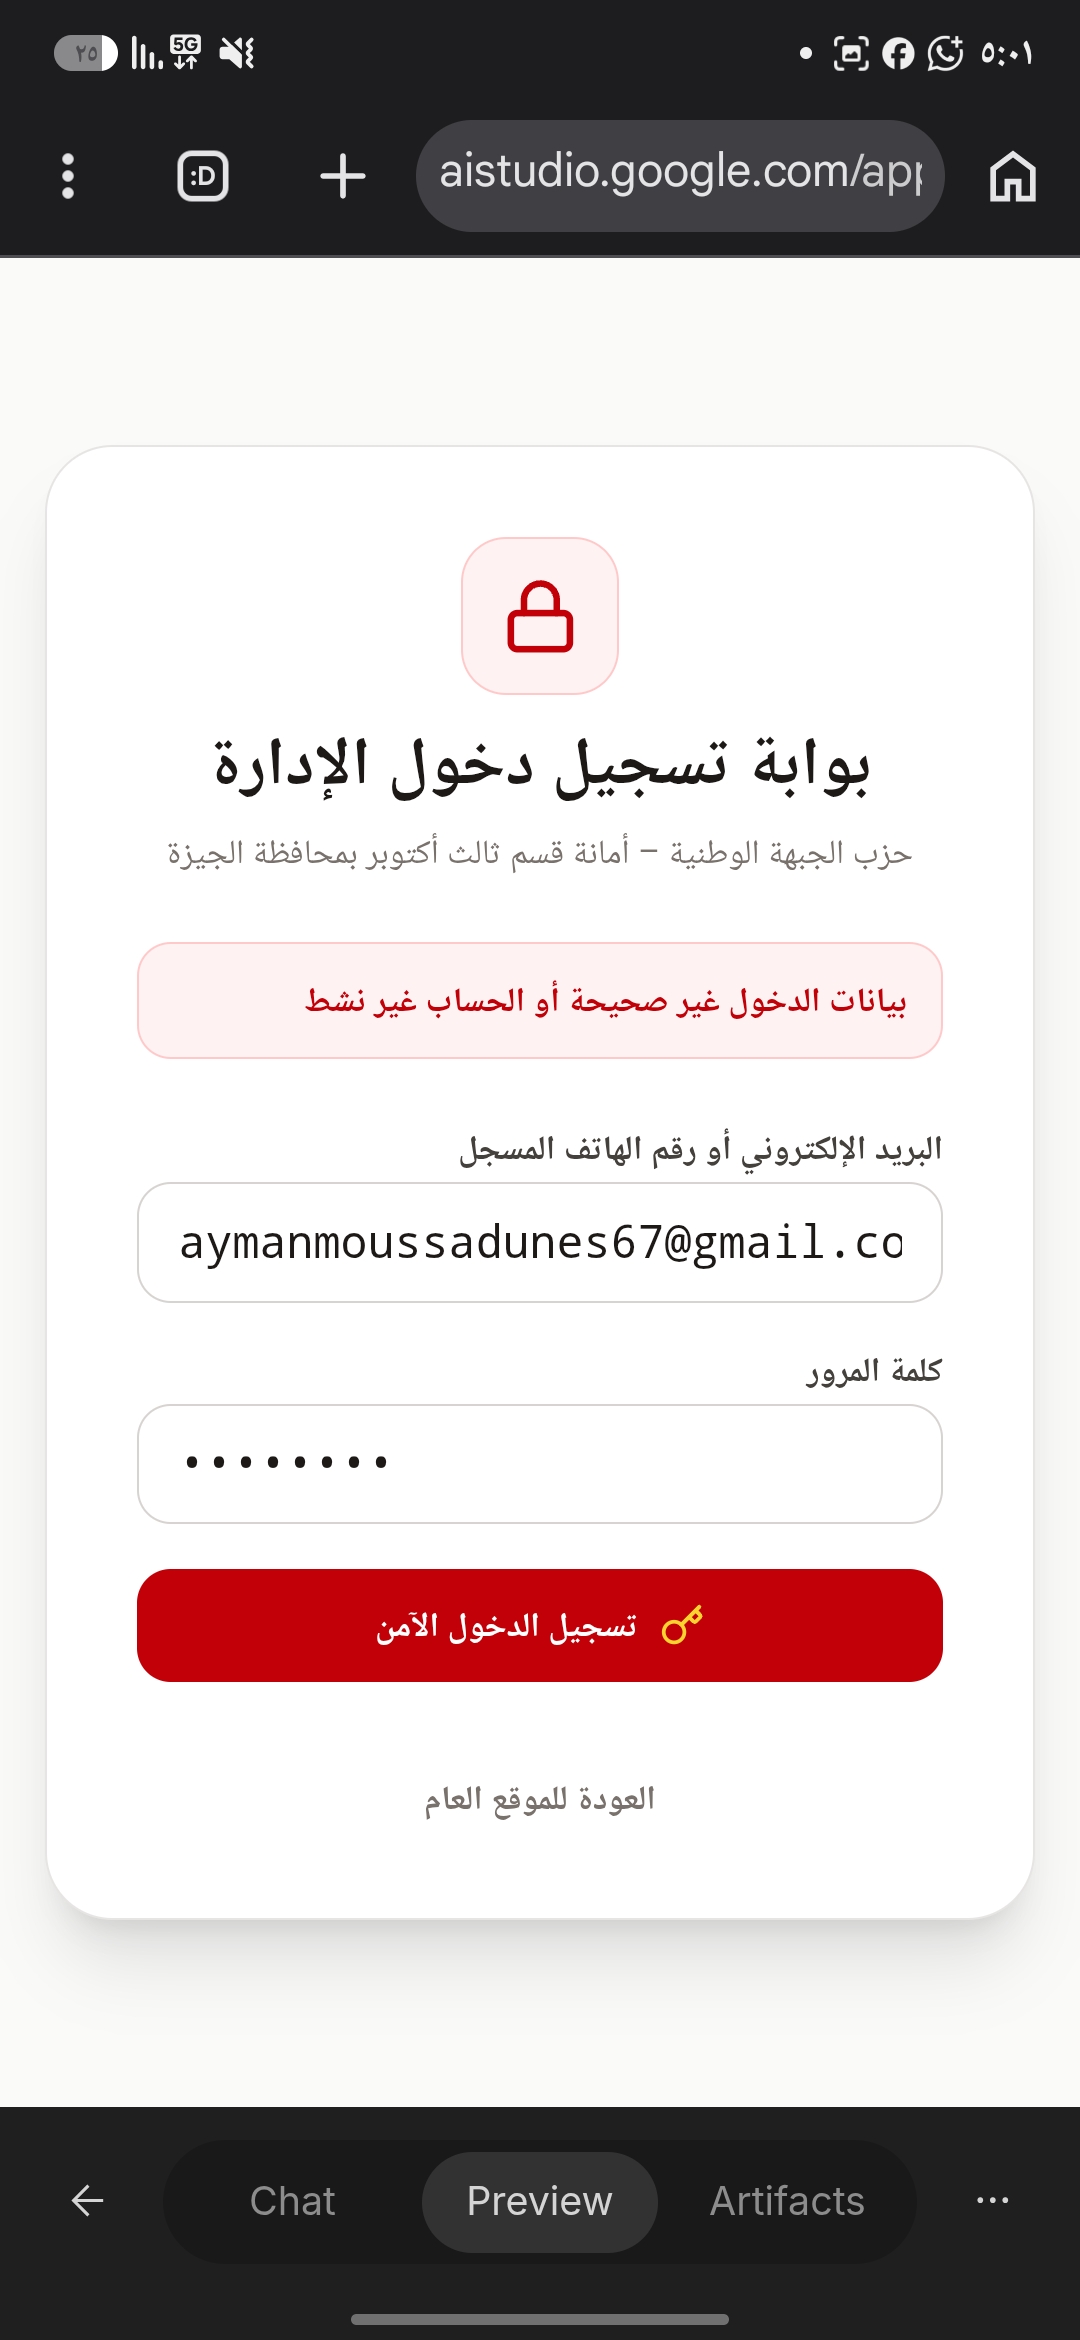 ٢٥
5G
٥:٠١
:D
aistudio.google.com/app
بوابة تسجيل دخول الإدارة
حزب الجبهة الوطنية – أمانة قسم ثالث أكتوبر بمحافظة الجيزة
بيانات الدخول غير صحيحة أو الحساب غير نشط
البريد الإلكتروني أو رقم الهاتف المسجل
aymanmoussadunes67@gmail.co
كلمة المرور
••••••••
تسجيل الدخول الآمن
العودة للموقع العام
Chat
Preview
Artifacts